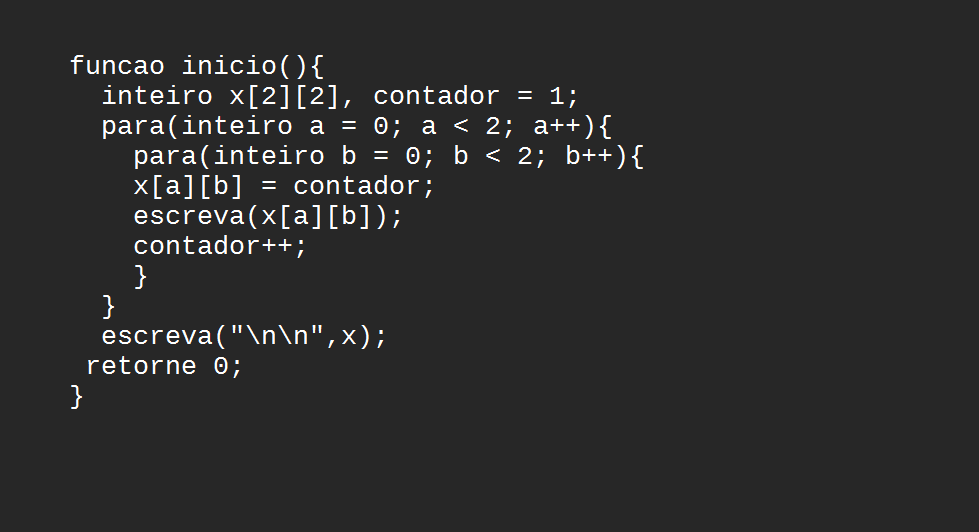 funcao inicio(){
  inteiro x[2][2], contador = 1;
  para(inteiro a = 0; a < 2; a++){
    para(inteiro b = 0; b < 2; b++){
    x[a][b] = contador;
    escreva(x[a][b]);
    contador++;
    }
  }
  escreva("\n\n",x);
 retorne 0;
}